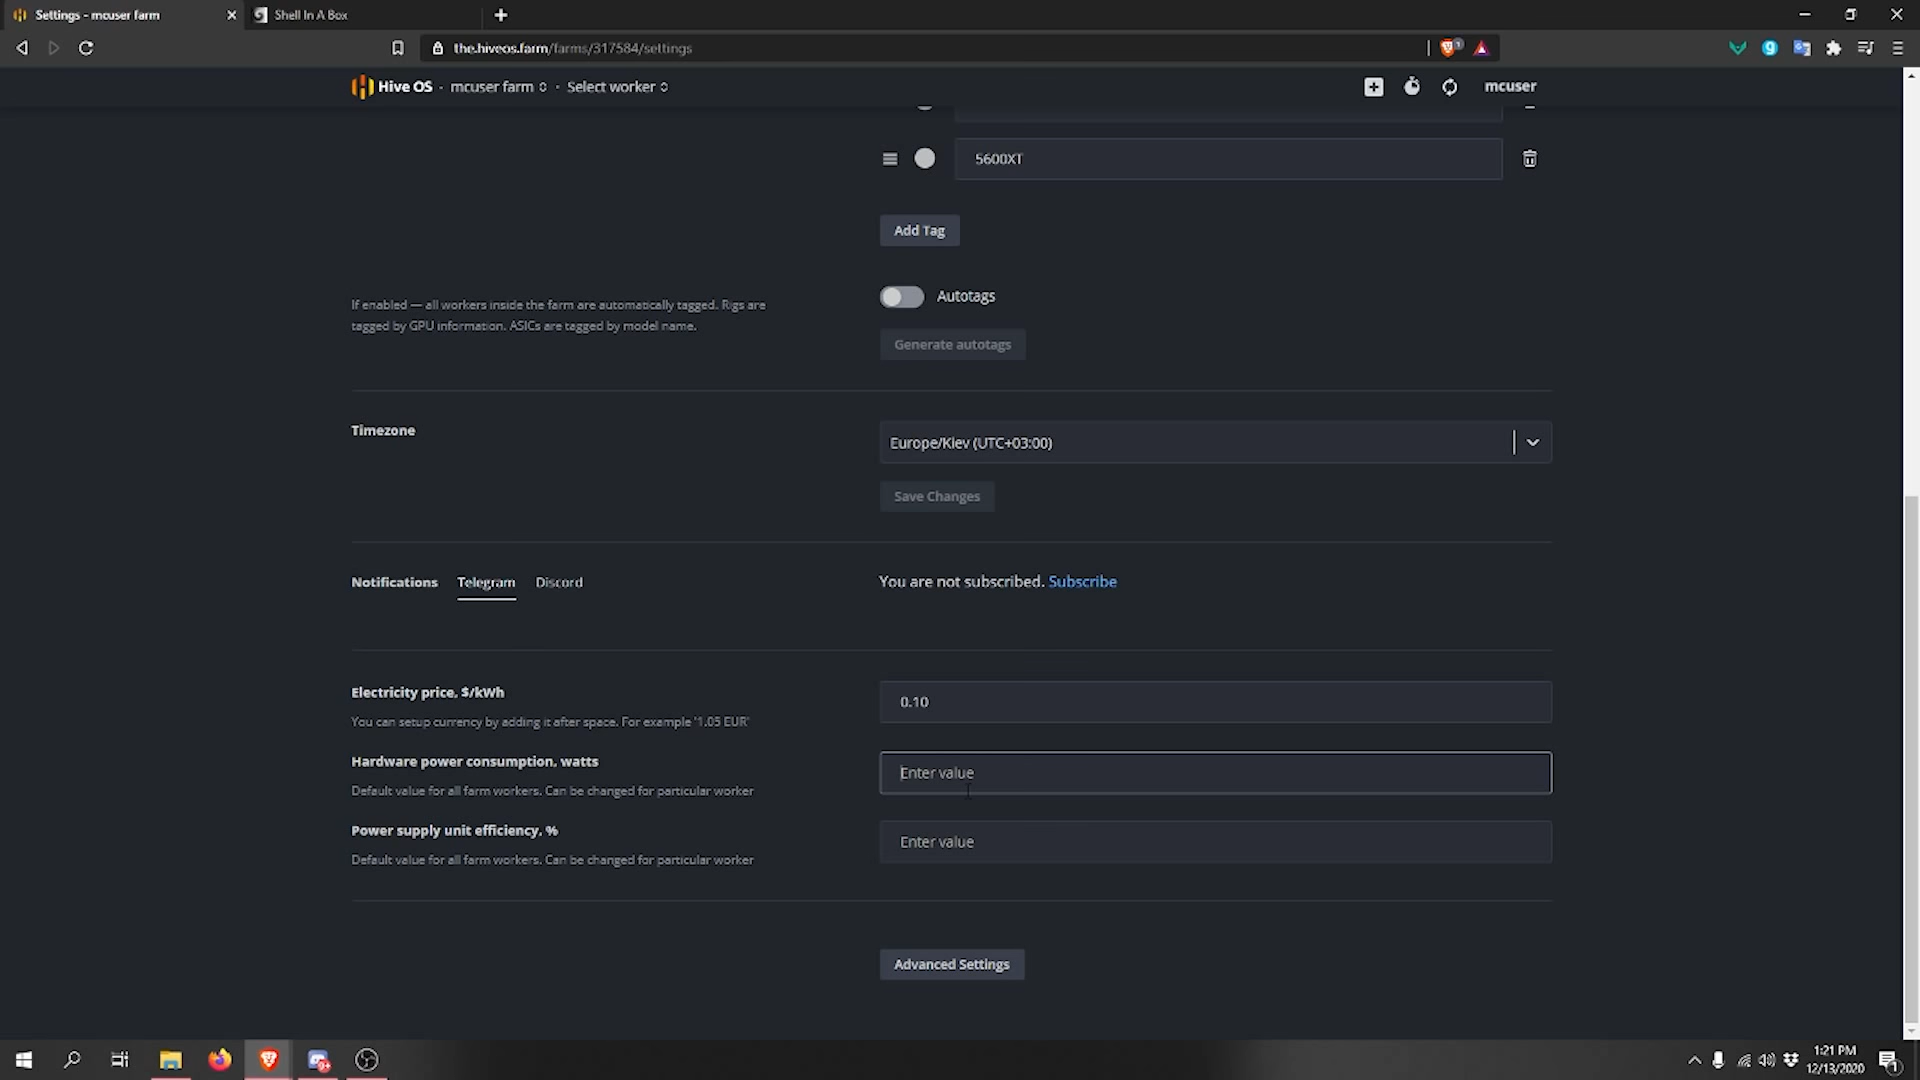 Settings - mcuser farm
Shell In A Box
the.hiveos.farm/farms/317584/settings
Hive OS · mcuser farm · Select worker
mcuser
5600XT
Add Tag
If enabled — all workers inside the farm are automatically tagged. Rigs are
tagged by GPU information. ASICs are tagged by model name.
Autotags
Generate autotags
Timezone
Europe/Kiev (UTC+03:00)
Save Changes
Notifications Telegram Discord
You are not subscribed. Subscribe
Electricity price, $/kWh
You can setup currency by adding it after space. For example '1.05 EUR'
0.10
Hardware power consumption, watts
Default value for all farm workers. Can be changed for particular worker
Enter value
Power supply unit efficiency, %
Default value for all farm workers. Can be changed for particular worker
Enter value
Advanced Settings
1:21 PM
12/13/2020